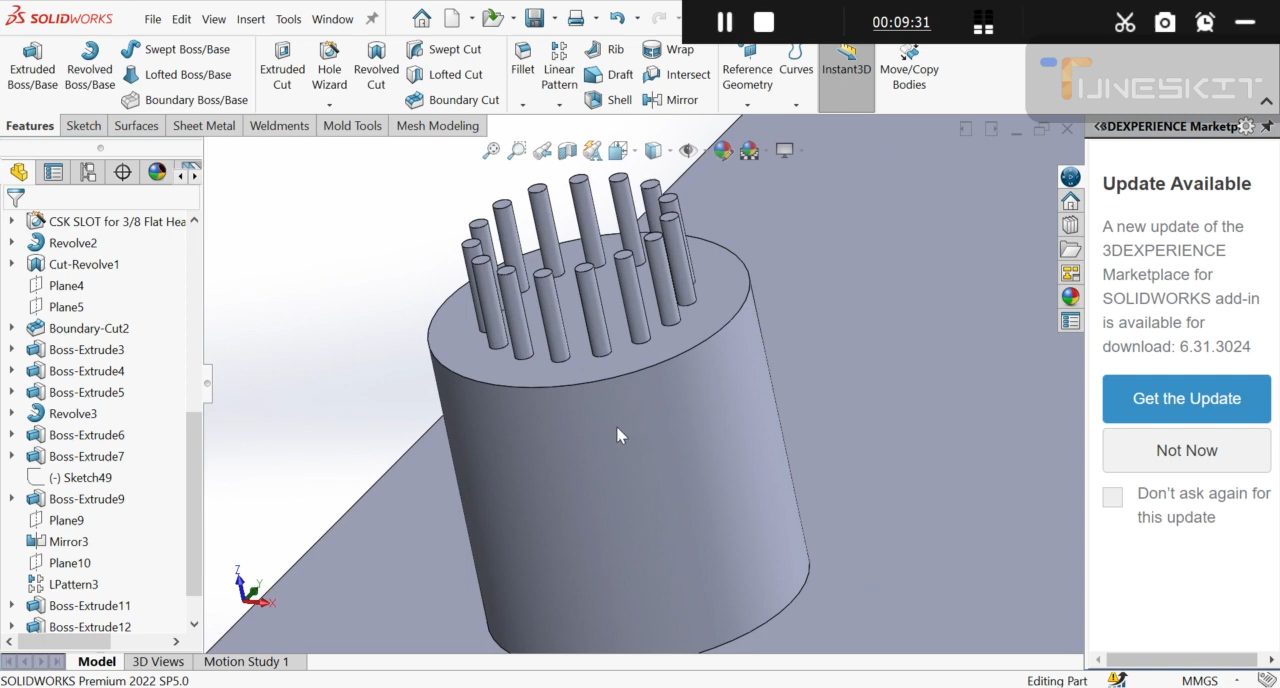 SOLIDWORKS
File Edit View Insert Tools Window
00:09:31
Extruded Boss/Base
Revolved Boss/Base
Swept Boss/Base
Lofted Boss/Base
Boundary Boss/Base
Extruded Cut
Hole Wizard
Revolved Cut
Swept Cut
Lofted Cut
Boundary Cut
Fillet
Linear Pattern
Rib
Draft
Shell
Wrap
Intersect
Mirror
Reference Geometry
Curves
Instant3D
Move/Copy Bodies
TUNESKIT
Features Sketch Surfaces Sheet Metal Weldments Mold Tools Mesh Modeling
CSK SLOT for 3/8 Flat Hea
Revolve2
Cut-Revolve1
Plane4
Plane5
Boundary-Cut2
Boss-Extrude3
Boss-Extrude4
Boss-Extrude5
Revolve3
Boss-Extrude6
Boss-Extrude7
(-) Sketch49
Boss-Extrude9
Plane9
Mirror3
Plane10
LPattern3
Boss-Extrude11
Boss-Extrude12
Z
Y
X
3DEXPERIENCE Marketp
Update Available
A new update of the
3DEXPERIENCE
Marketplace for
SOLIDWORKS add-in
is available for
download: 6.31.3024
Get the Update
Not Now
Don't ask again for
this update
Model 3D Views Motion Study 1
SOLIDWORKS Premium 2022 SP5.0
Editing Part
MMGS